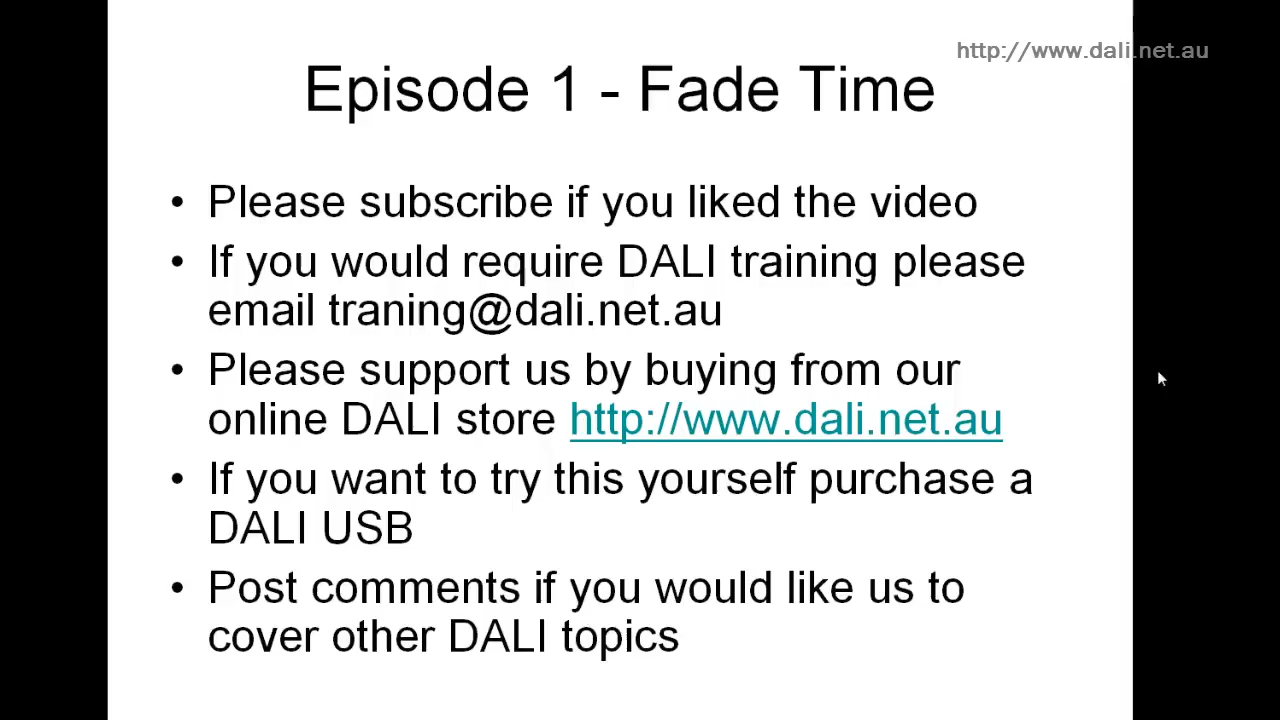 http://www.dali.net.au
Episode 1 - Fade Time
• Please subscribe if you liked the video
• If you would require DALI training please
email traning@dali.net.au
• Please support us by buying from our
online DALI store http://www.dali.net.au
• If you want to try this yourself purchase a
DALI USB
• Post comments if you would like us to
cover other DALI topics